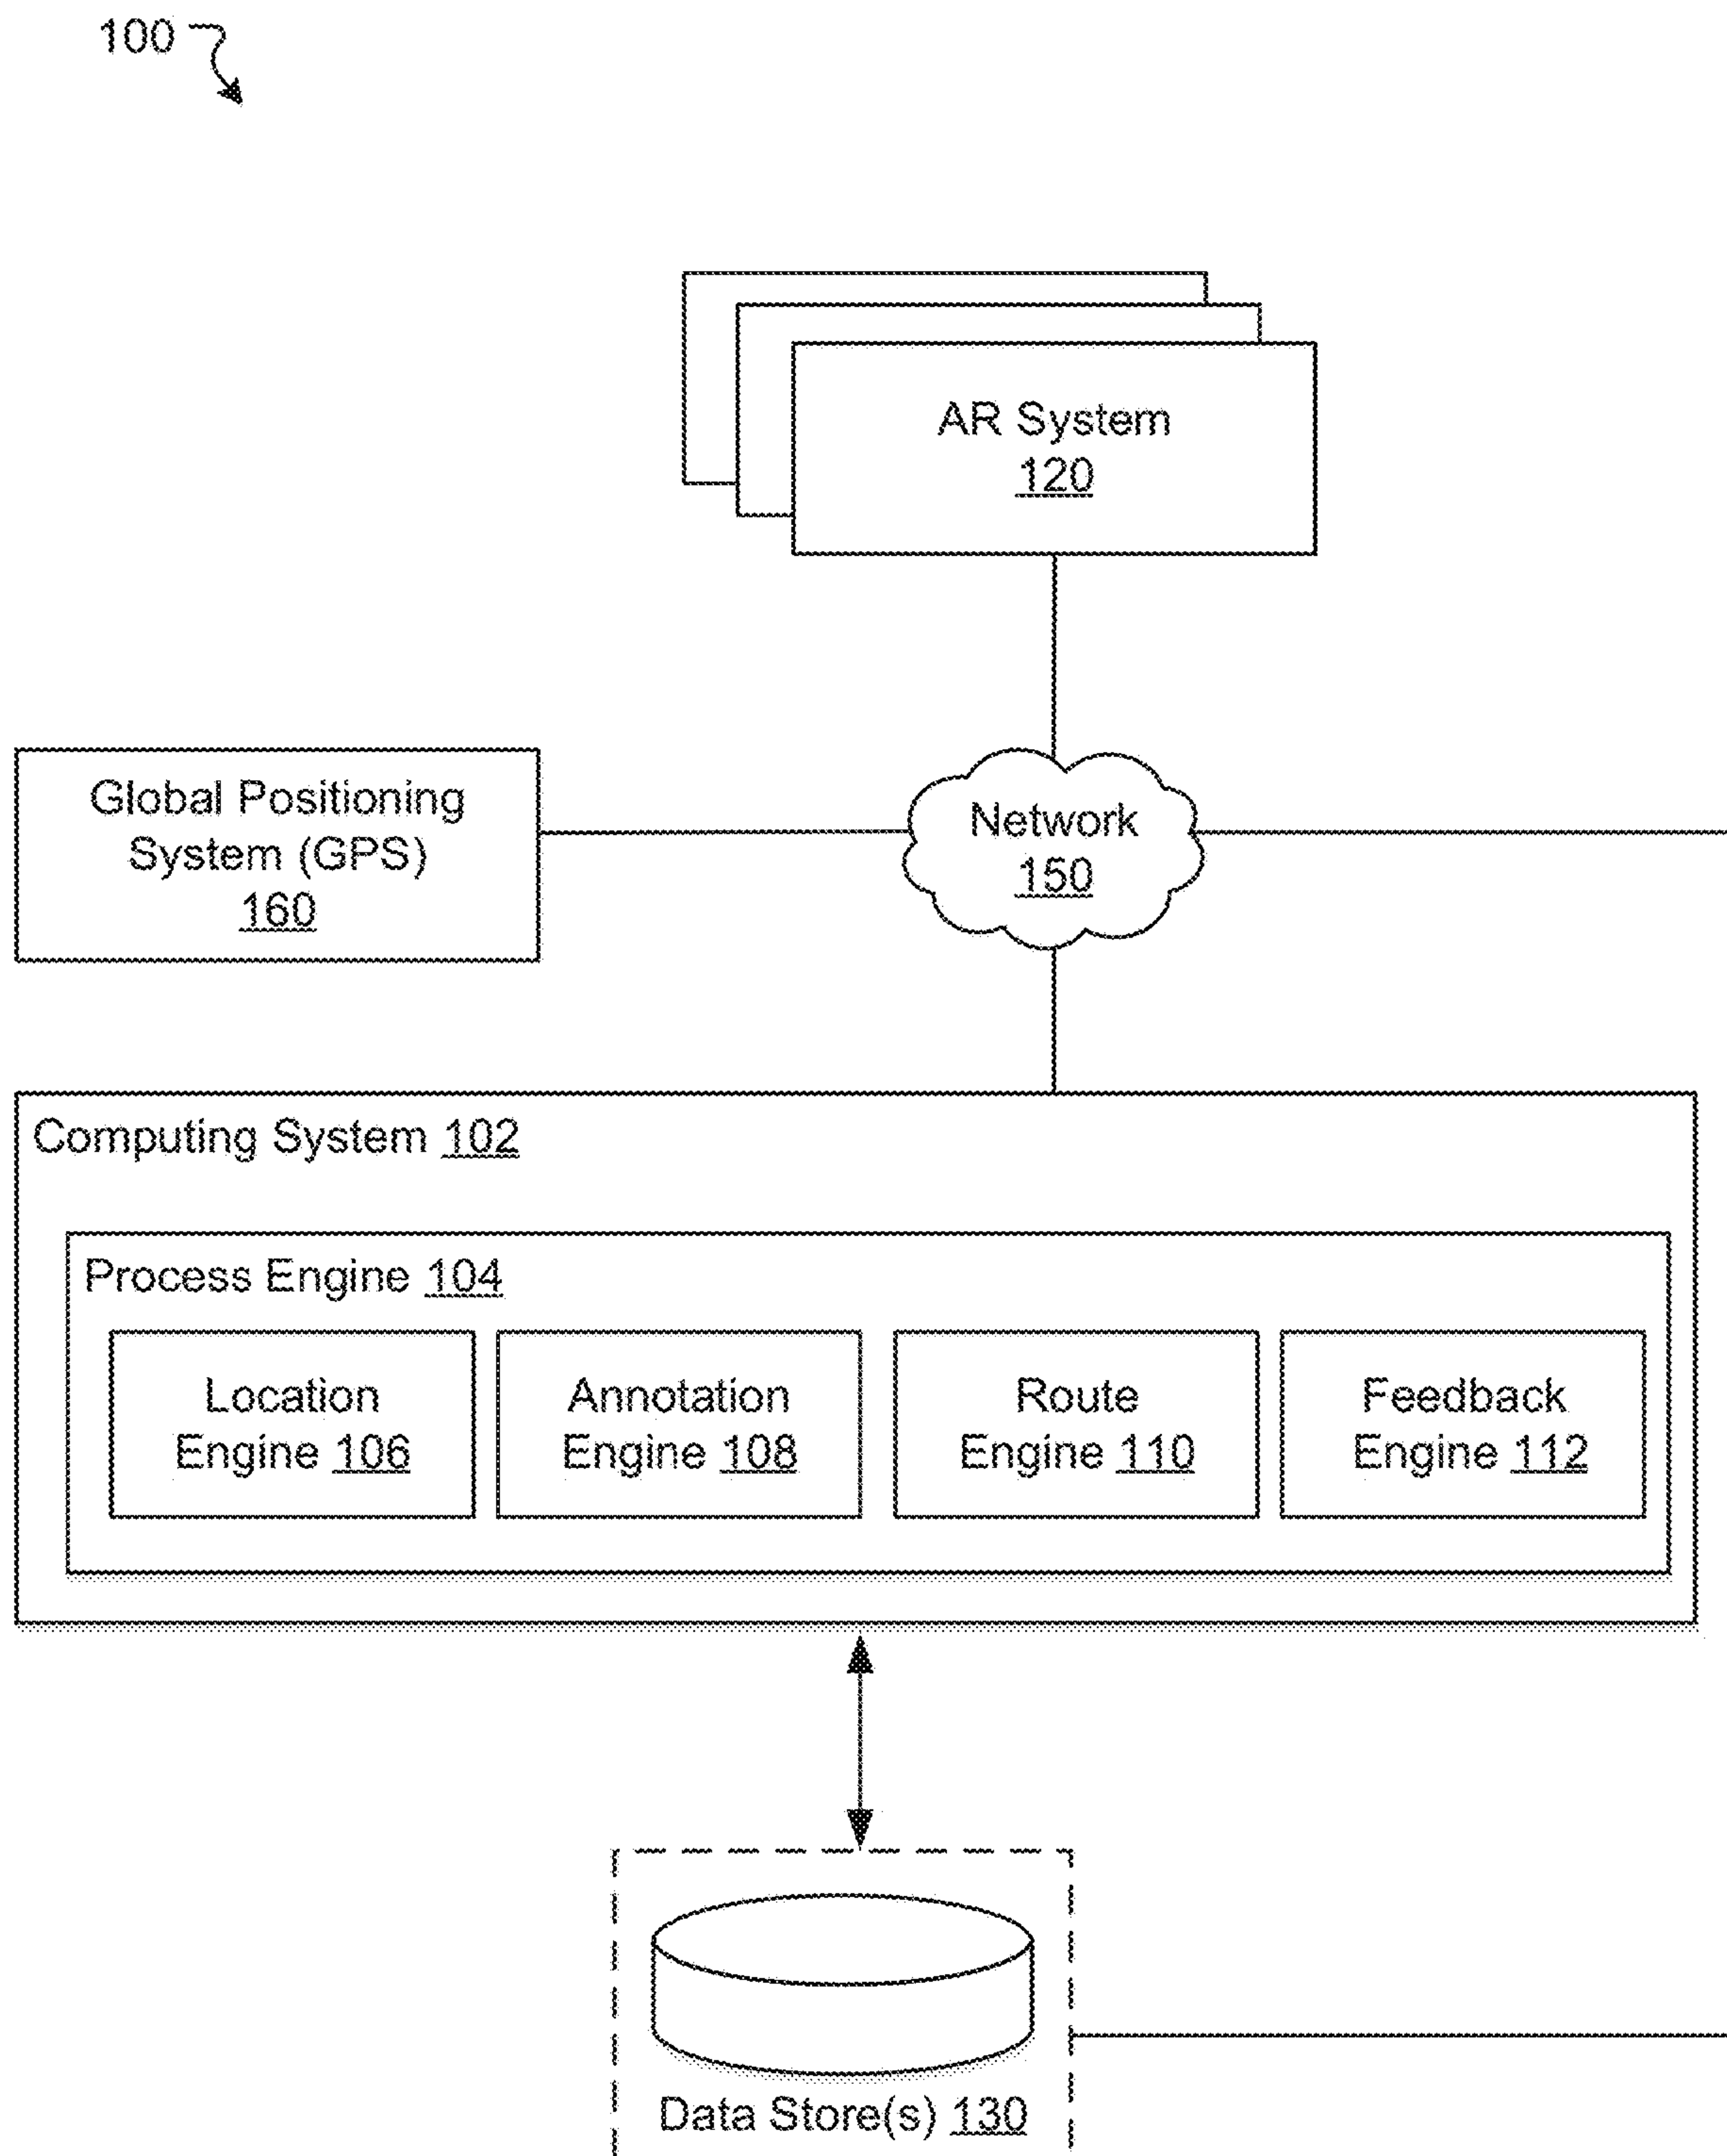 100
AR System
120
Global Positioning
System (GPS)
160
Network
150
Computing System 102
Process Engine 104
Location
Engine 106
Annotation
Engine 108
Route
Engine 110
Feedback
Engine 112
Data Store(s) 130